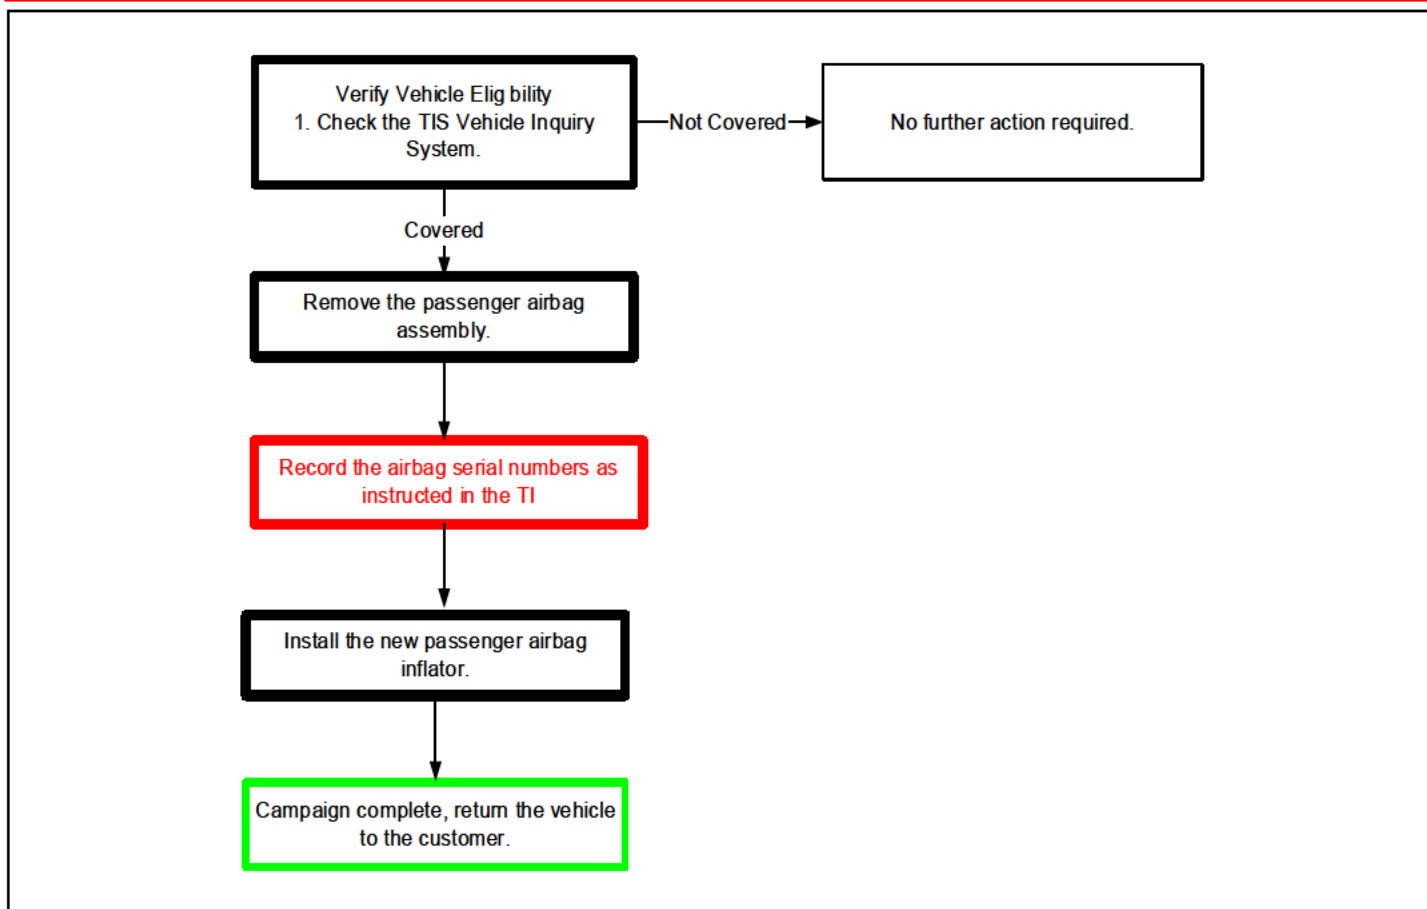 Verify Vehicle Elig bility
1. Check the TIS Vehicle Inquiry
System.
Not Covered
No further action required.
Covered
Remove the passenger airbag
assembly.
Record the airbag serial numbers as
instructed in the TI
Install the new passenger airbag
inflator.
Campaign complete, return the vehicle
to the customer.